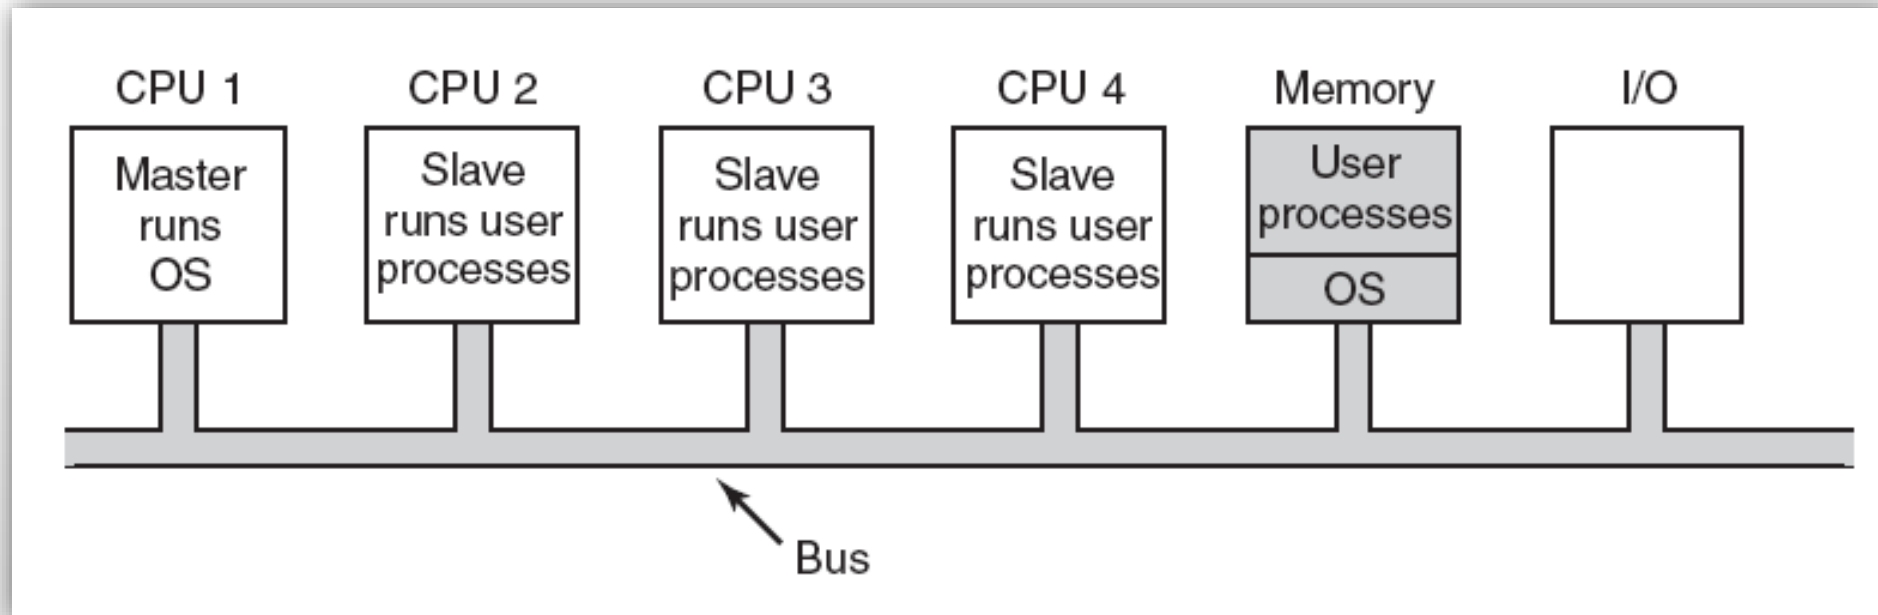 CPU 1
CPU 2
CPU 3
CPU 4
Memory
I/O
Master
runs
OS
Slave
runs user
processes
Slave
runs user
processes
Slave
runs user
processes
User
processes
OS
Bus